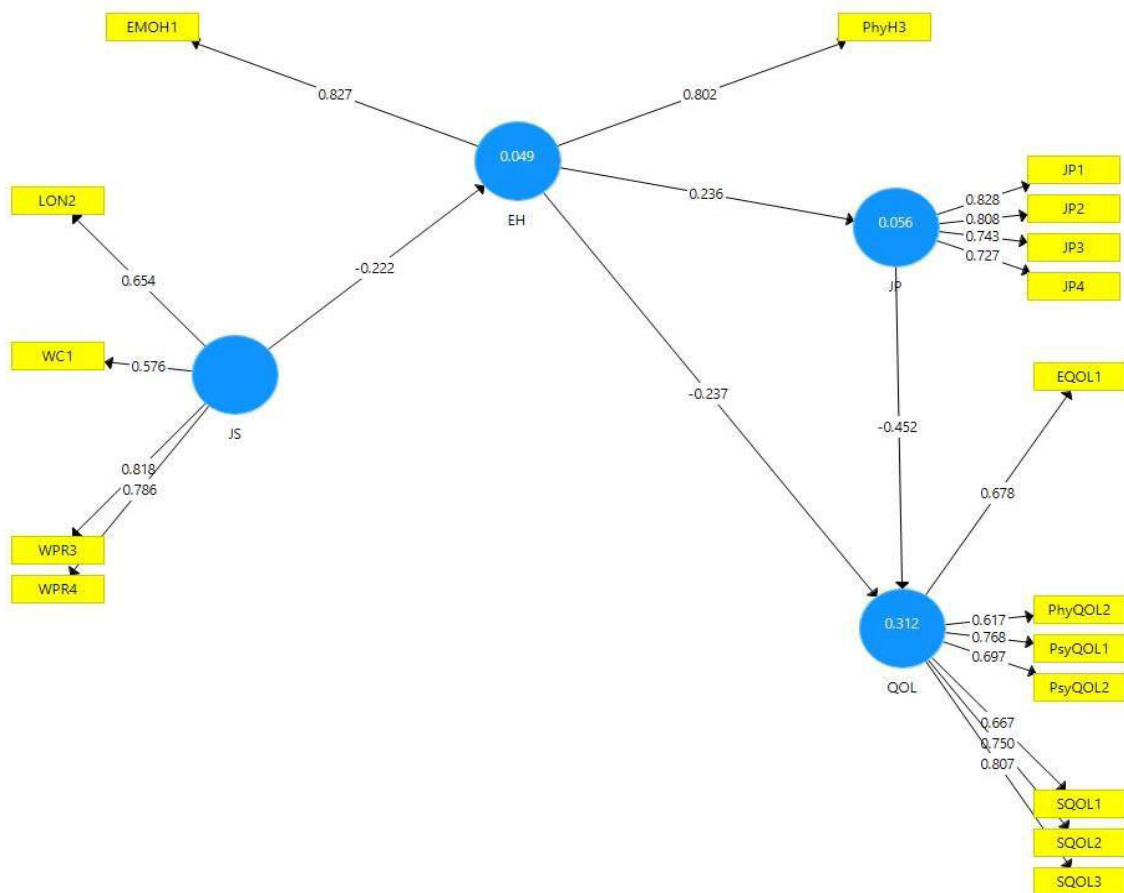 EMOH1
PhyH3
0.827
0.802
0.049
EH
0.236
JP1
JP2
JP3
JP4
0.828
0.808
0.743
0.727
0.056
JP
LON2
0.654
-0.222
WC1
0.576
JS
0.818
0.786
WPR3
WPR4
-0.237
-0.452
EQOL1
0.678
0.312
QOL
0.617
0.768
0.697
PhyQOL2
PsyQOL1
PsyQOL2
0.667
0.750
0.807
SQOL1
SQOL2
SQOL3